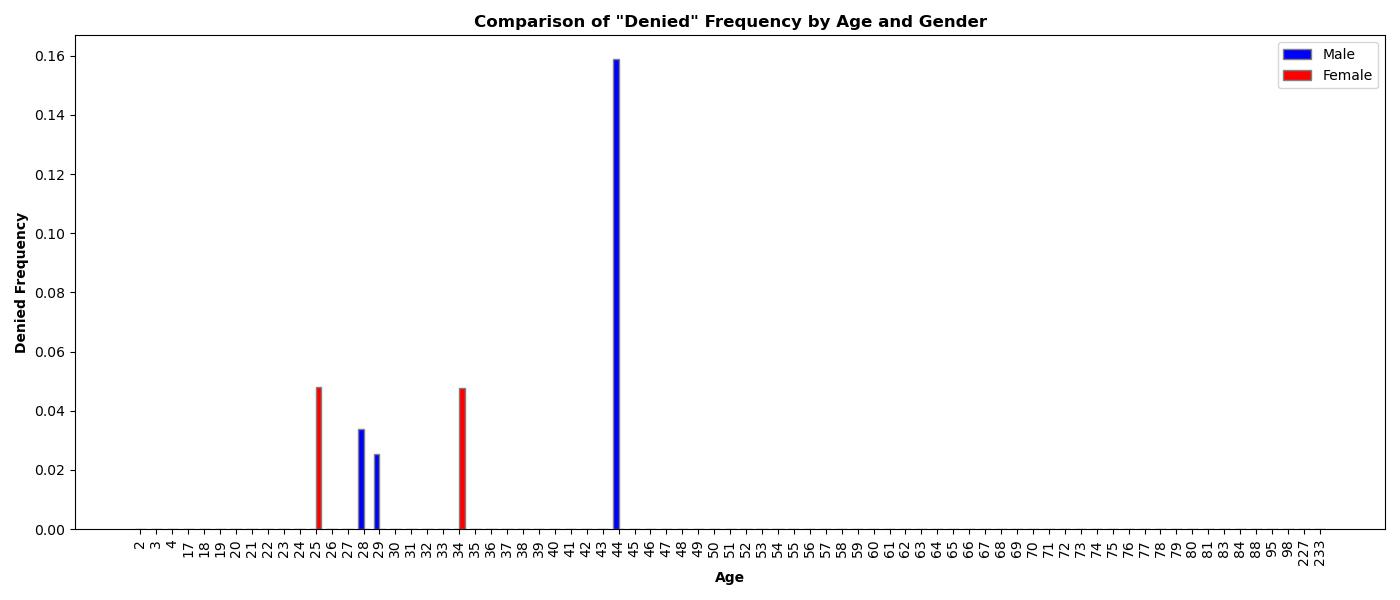 Comparison of "Denied" Frequency by Age and Gender
Male
Female
Denied Frequency
0.16
0.14
0.12
0.10
0.08
0.06
0.04
0.02
0.00
2 3 4 17 18 19 20 21 22 23 24 25 26 27 28 29 30 31 32 33 34 35 36 37 38 39 40 41 42 43 44 45 46 47 48 49 50 51 52 53 54 55 56 57 58 59 60 61 62 63 64 65 66 67 68 69 70 71 72 73 74 75 76 77 78 79 80 81 83 84 88 95 98 227 233
Age